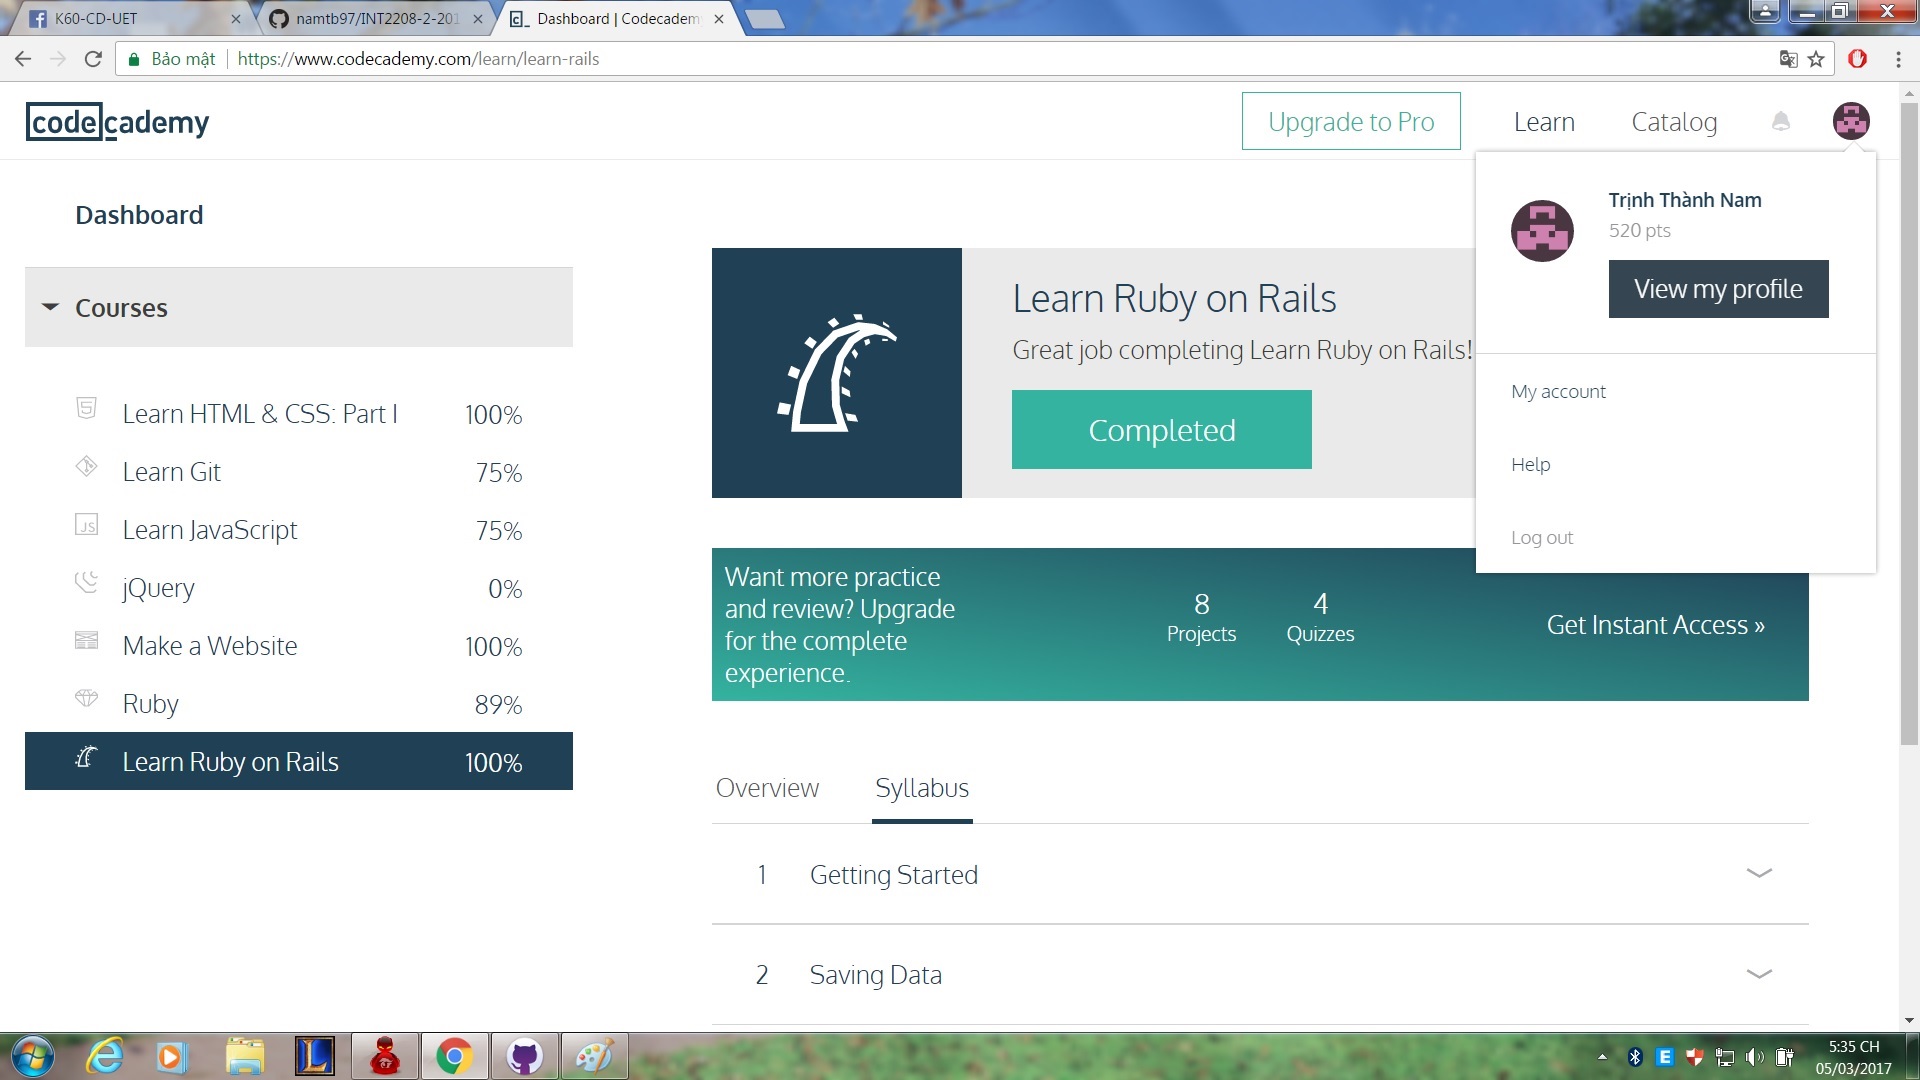 K60-CD-UET
namtb97/INT2208-2-201
Dashboard | Codecadem
Bảo mật
https://www.codecademy.com/learn/learn-rails
codecademy
Upgrade to Pro
Learn
Catalog
Trịnh Thành Nam
520 pts
View my profile
My account
Help
Log out
Dashboard
Courses
Learn HTML & CSS: Part I 100%
Learn Git 75%
Learn JavaScript 75%
jQuery 0%
Make a Website 100%
Ruby 89%
Learn Ruby on Rails 100%
Learn Ruby on Rails
Great job completing Learn Ruby on Rails!
Completed
Want more practice
and review? Upgrade
for the complete
experience.
8
Projects
4
Quizzes
Get Instant Access »
Overview
Syllabus
1 Getting Started
2 Saving Data
5:35 CH
05/03/2017